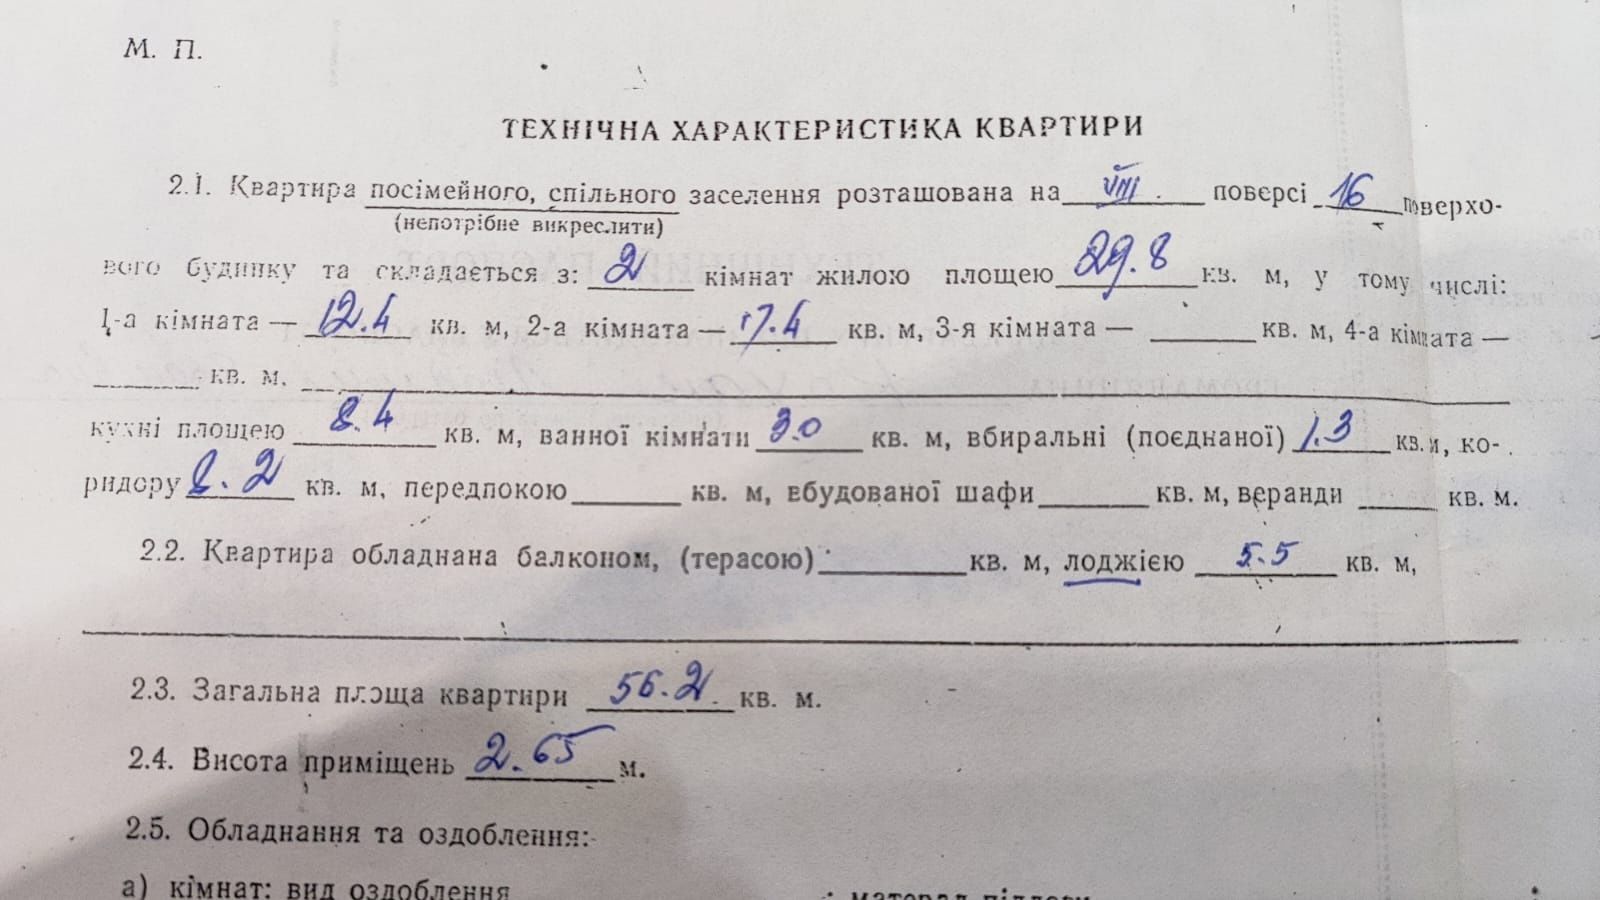 М. П.
ТЕХНІЧНА ХАРАКТЕРИСТИКА КВАРТИРИ
2.1. Квартира посімейного, спільного заселення розташована на VIII поверсі 16 поверхо-
(непотрібне викреслити)
вого будинку та складається з: 2 кімнат жилою площею 29.8 кв. м, у тому числі:
1-а кімната — 12.4 кв. м, 2-а кімната — 17.4 кв. м, 3-я кімната — кв. м, 4-а кімната —
кв. м.
кухні площею 8.4 кв. м, ванної кімнати 3.0 кв. м, вбиральні (поєднаної) 1.3 кв. м, ко-
ридору 8.2 кв. м, передпокою кв. м, вбудованої шафи кв. м, веранди кв. м.
2.2. Квартира обладнана балконом, (терасою) кв. м, лоджією 5.5 кв. м,
2.3. Загальна площа квартири 56.2 кв. м.
2.4. Висота приміщень 2.65 м.
2.5. Обладнання та оздоблення:
а) кімнат: вид оздоблення